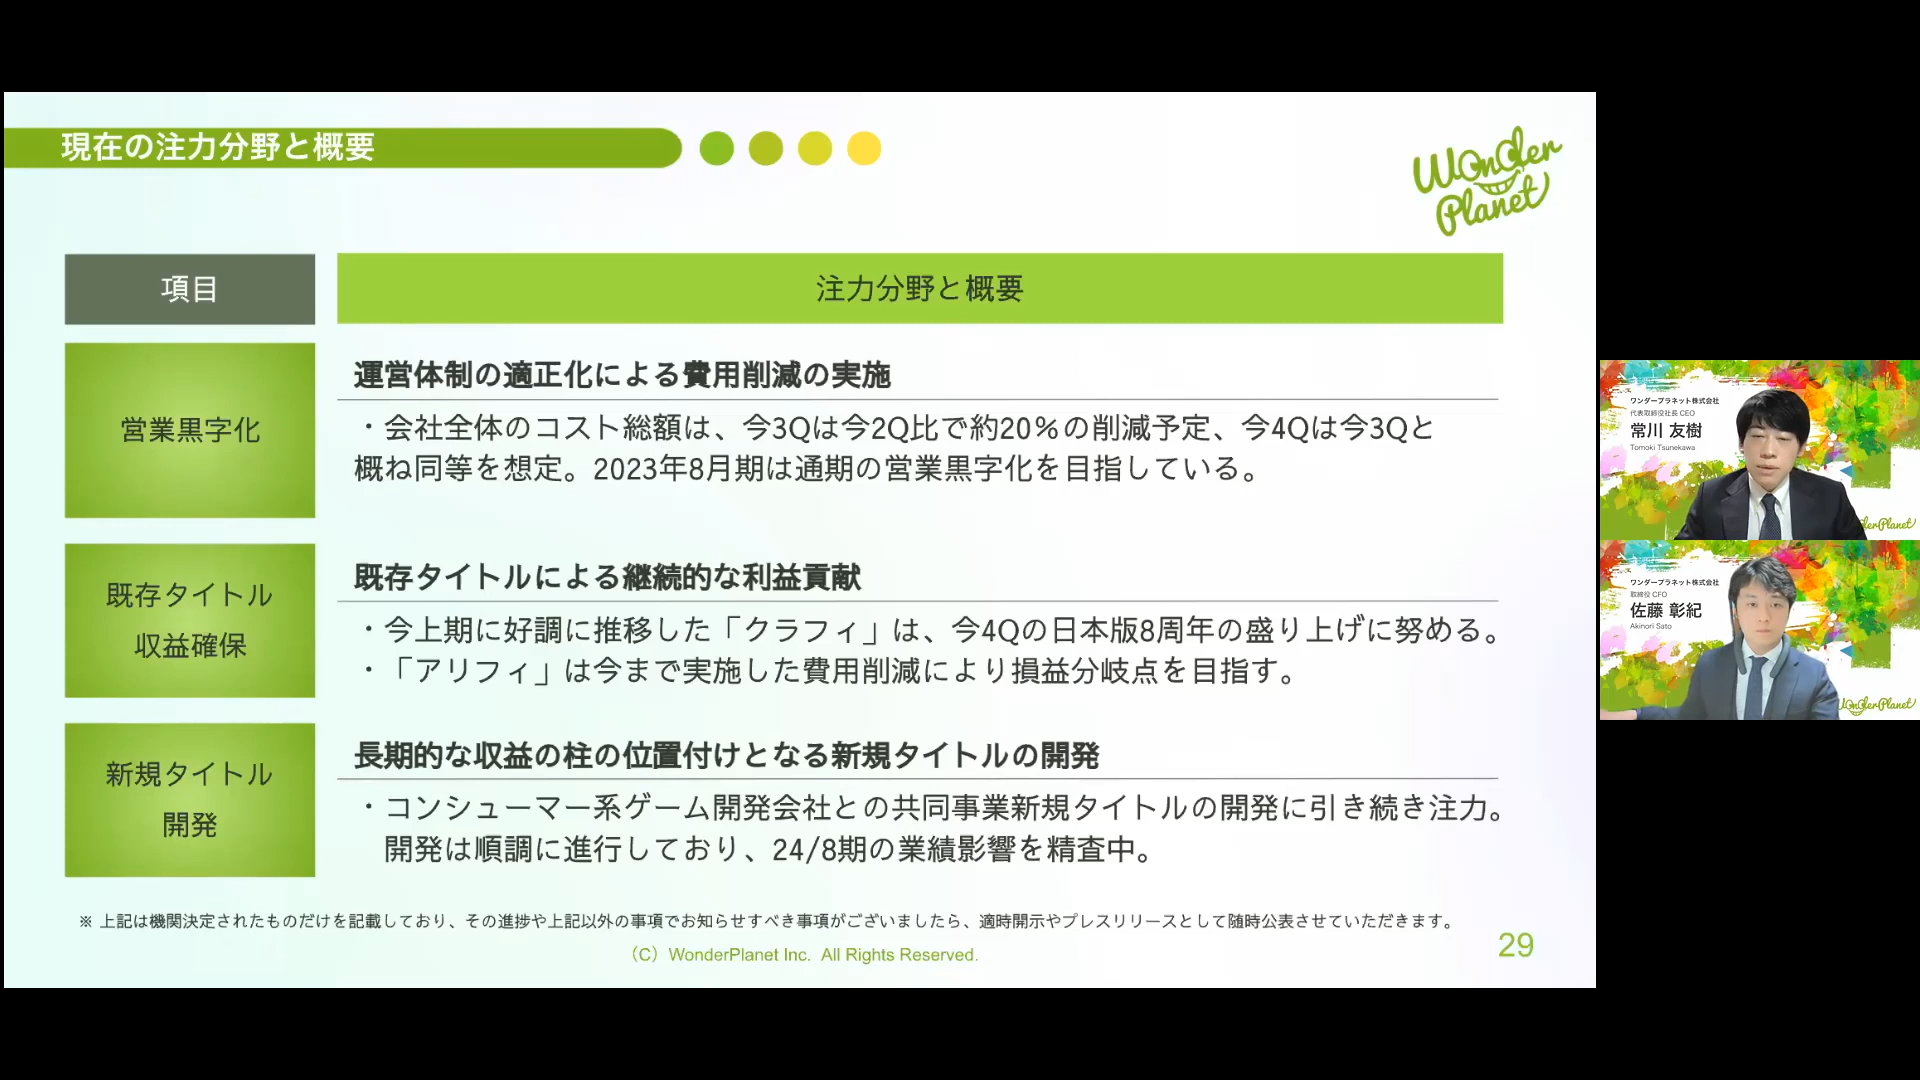 現在の注力分野と概要
Wonder
Planet
項目
注力分野と概要
営業黒字化
運営体制の適正化による費用削減の実施
・会社全体のコスト総額は、今3Qは今2Q比で約20％の削減予定、今4Qは今3Qと
概ね同等を想定。2023年8月期は通期の営業黒字化を目指している。
既存タイトル
収益確保
既存タイトルによる継続的な利益貢献
・今上期に好調に推移した「クラフィ」は、今4Qの日本版8周年の盛り上げに努める。
・「アリフィ」は今まで実施した費用削減により損益分岐点を目指す。
新規タイトル
開発
長期的な収益の柱の位置付けとなる新規タイトルの開発
・コンシューマー系ゲーム開発会社との共同事業新規タイトルの開発に引き続き注力。
開発は順調に進行しており、24/8期の業績影響を精査中。
※ 上記は機関決定されたものだけを記載しており、その進捗や上記以外の事項でお知らせすべき事項がございましたら、適時開示やプレスリリースとして随時公表させていただきます。
（C）WonderPlanet Inc. All Rights Reserved.
29
ワンダープラネット株式会社
代表取締役社長 CEO
常川 友樹
Tomoki Tsunekawa
derPlanet
ワンダープラネット株式会社
取締役 CFO
佐藤 彰紀
Akinori Sato
WonderPlanet